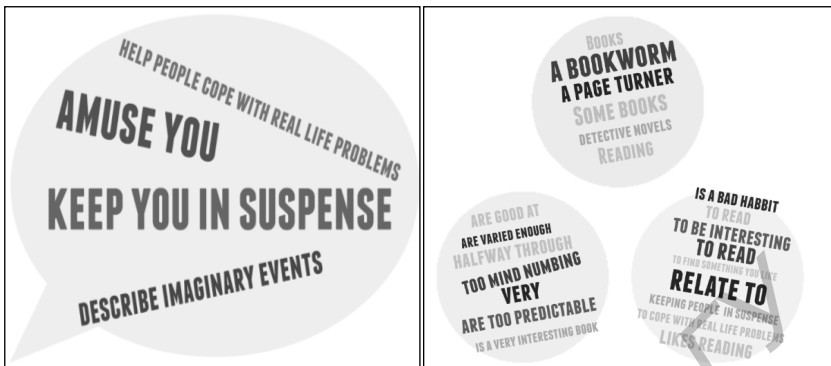 HELP PEOPLE COPE WITH REAL LIFE PROBLEMS
AMUSE YOU
KEEP YOU IN SUSPENSE
DESCRIBE IMAGINARY EVENTS
BOOKS
A BOOKWORM
A PAGE TURNER
SOME BOOKS
DETECTIVE NOVELS
READING
ARE GOOD AT
ARE VARIED ENOUGH
HALFWAY THROUGH
TOO MIND NUMBING
VERY
ARE TOO PREDICTABLE
IS A VERY INTERESTING BOOK
IS A BAD HABBIT
TO READ
TO BE INTERESTING
TO READ
TO FIND SOMETHING YOU LIKE
RELATE TO
KEEPING PEOPLE IN SUSPENSE
TO COPE WITH REAL LIFE PROBLEMS
LIKES READING